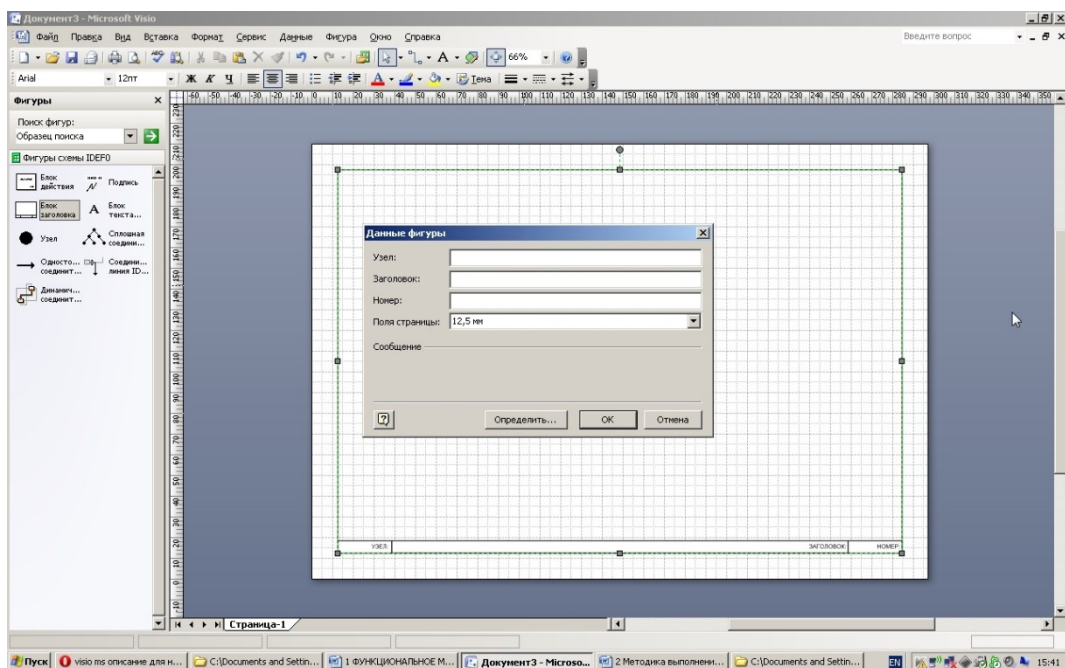 Документ3 - Microsoft Visio
Файл Правка Вид Вставка Формат Сервис Данные Фигура Окно Справка
Введите вопрос
66%
Arial 12пт Ж К Ч Тема
Фигуры
Поиск фигур:
Образец поиска
Фигуры схемы IDEF0
Блок действия
Подпись
Блок заголовка
Блок текста...
Узел
Сплошная соедини...
Односто... соединит...
Соедини... линия ID...
Динамич... соединит...
Данные фигуры
Узел:
Заголовок:
Номер:
Поля страницы: 12,5 мм
Сообщение
Определить... ОК Отмена
УЗЕЛ: ЗАГОЛОВОК: НОМЕР:
Страница-1
Пуск visio ms описание для н... C:\Documents and Settin... 1 ФУНКЦИОНАЛЬНОЕ М... Документ3 - Microso... 2 Методика выполнени... C:\Documents and Settin... EN 15:41